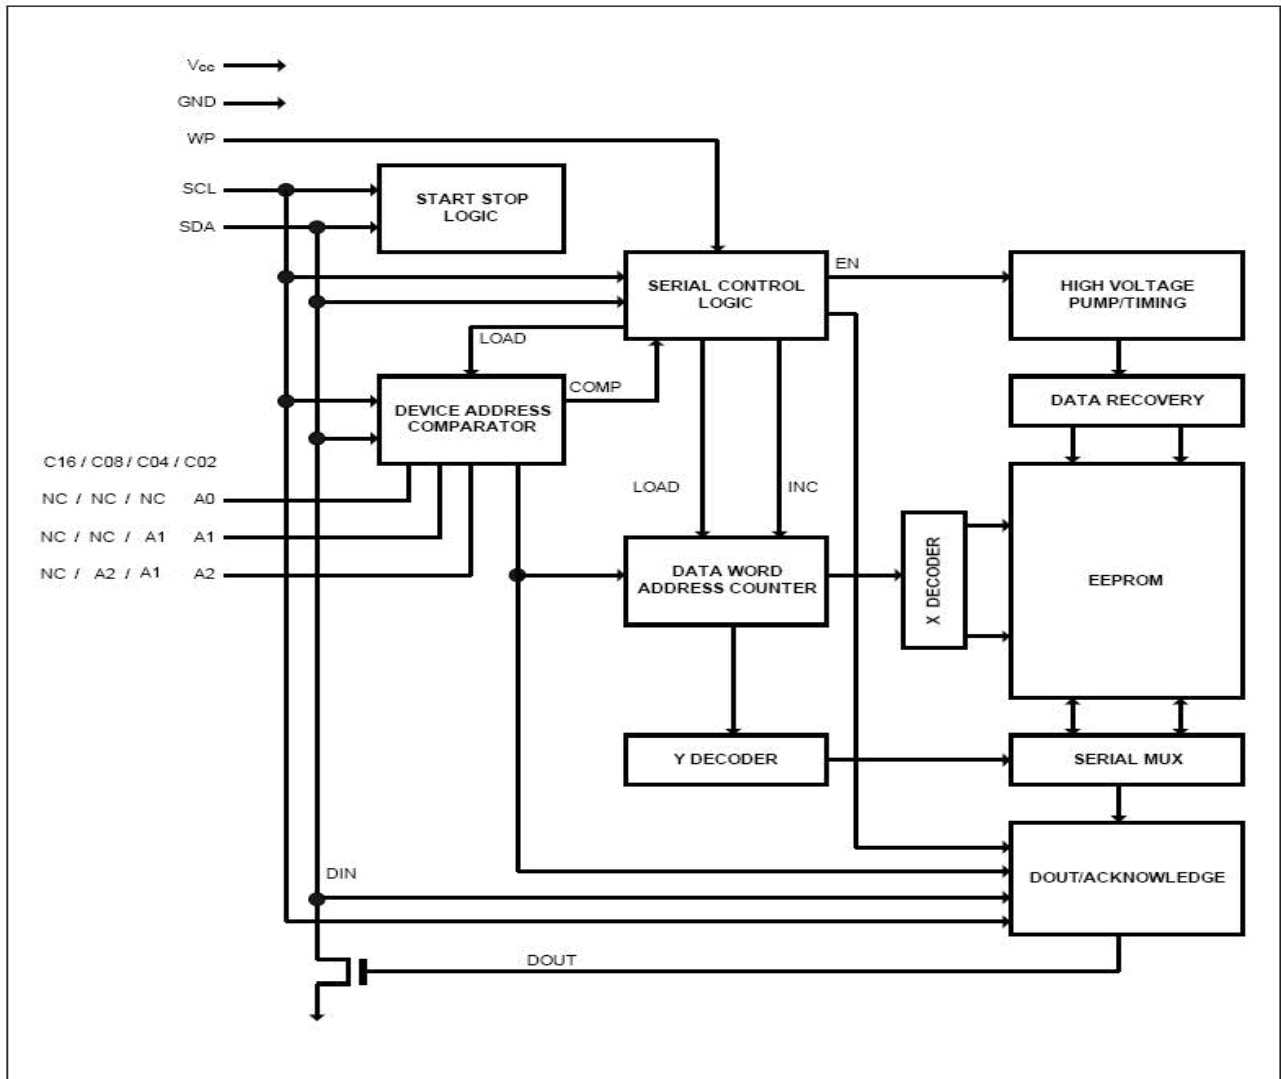 Vcc
GND
WP
SCL
SDA
START STOP
LOGIC
SERIAL CONTROL
LOGIC
EN
HIGH VOLTAGE
PUMP/TIMING
LOAD
COMP
DEVICE ADDRESS
COMPARATOR
DATA RECOVERY
C16 / C08 / C04 / C02
NC / NC / NC A0
NC / NC / A1 A1
NC / A2 / A1 A2
LOAD
INC
DATA WORD
ADDRESS COUNTER
X DECODER
EEPROM
Y DECODER
SERIAL MUX
DIN
DOUT/ACKNOWLEDGE
DOUT